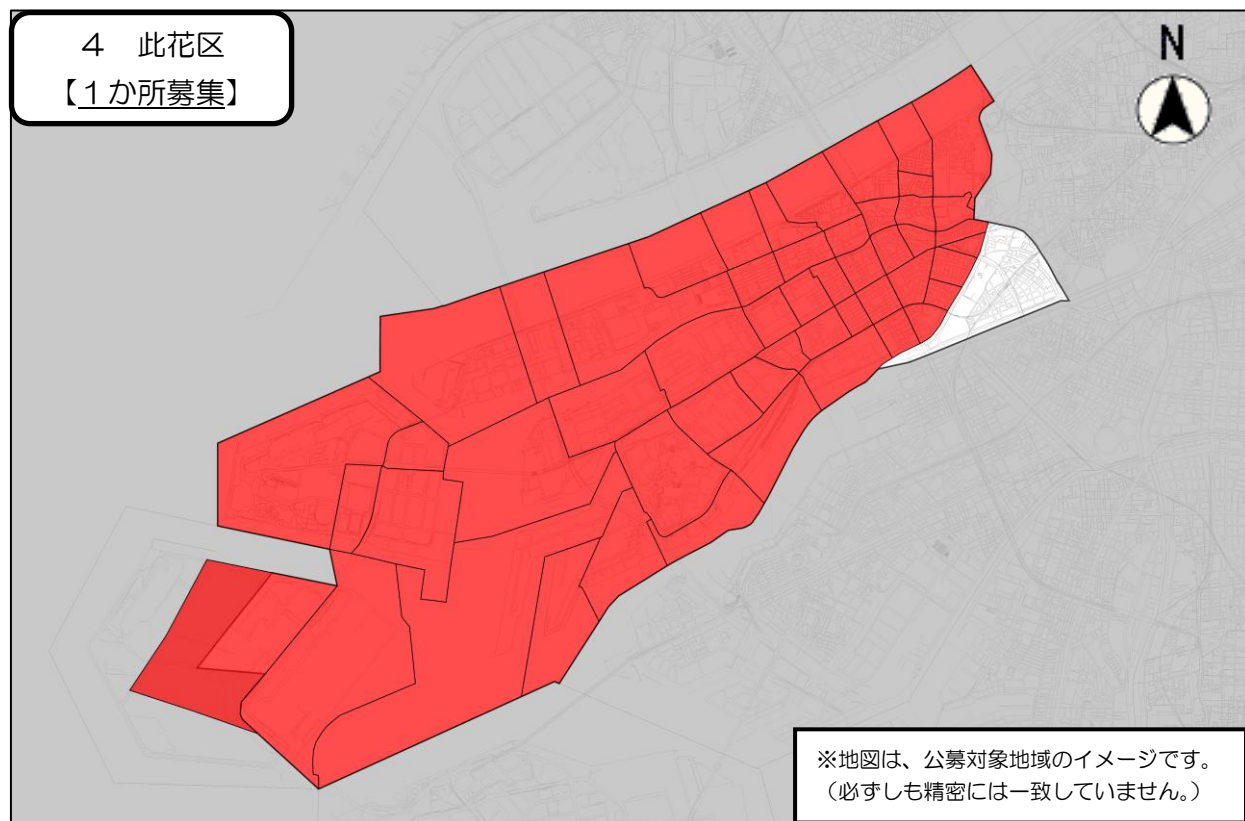 ４　此花区
【１か所募集】
N
※地図は、公募対象地域のイメージです。
（必ずしも精密には一致していません。）